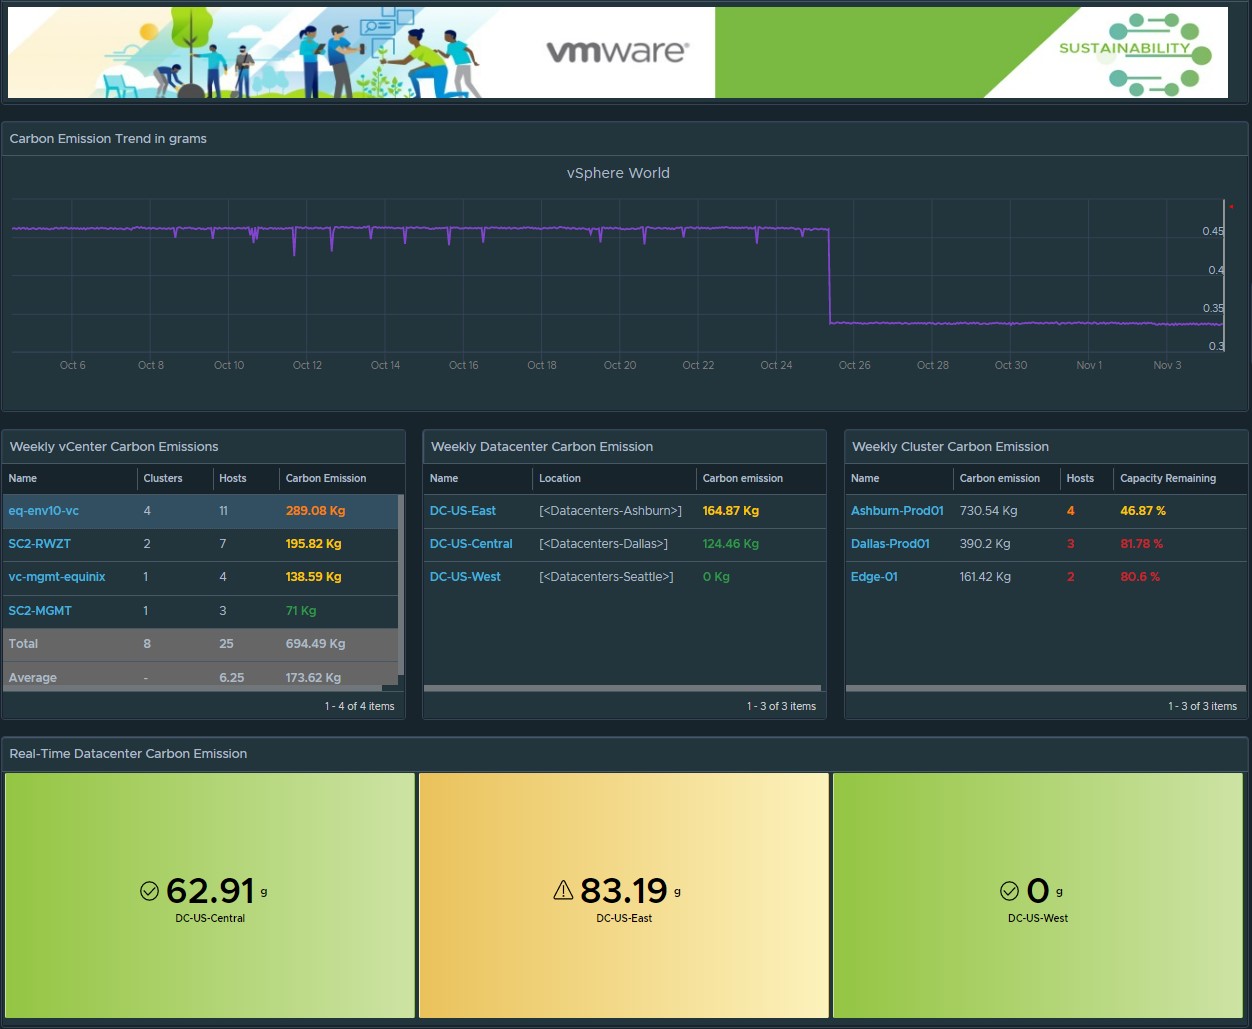 vmware®
SUSTAINABILITY
Carbon Emission Trend in grams
vSphere World
0.45
0.4
0.35
0.3
Oct 6 Oct 8 Oct 10 Oct 12 Oct 14 Oct 16 Oct 18 Oct 20 Oct 22 Oct 24 Oct 26 Oct 28 Oct 30 Nov 1 Nov 3
Weekly vCenter Carbon Emissions
Name Clusters Hosts Carbon Emission
eq-env10-vc 4 11 289.08 Kg
SC2-RWZT 2 7 195.82 Kg
vc-mgmt-equinix 1 4 138.59 Kg
SC2-MGMT 1 3 71 Kg
Total 8 25 694.49 Kg
Average - 6.25 173.62 Kg
1 - 4 of 4 items
Weekly Datacenter Carbon Emission
Name Location Carbon emission
DC-US-East [<Datacenters-Ashburn>] 164.87 Kg
DC-US-Central [<Datacenters-Dallas>] 124.46 Kg
DC-US-West [<Datacenters-Seattle>] 0 Kg
1 - 3 of 3 items
Weekly Cluster Carbon Emission
Name Carbon emission Hosts Capacity Remaining
Ashburn-Prod01 730.54 Kg 4 46.87 %
Dallas-Prod01 390.2 Kg 3 81.78 %
Edge-01 161.42 Kg 2 80.6 %
1 - 3 of 3 items
Real-Time Datacenter Carbon Emission
62.91 g
DC-US-Central
83.19 g
DC-US-East
0 g
DC-US-West